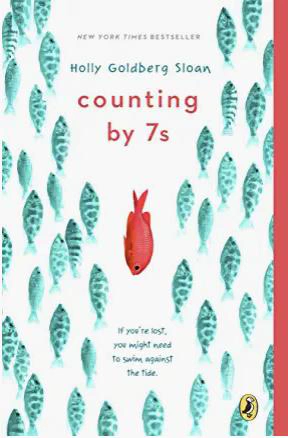 NEW YORK TIMES BESTSELLER
Holly Goldberg Sloan
counting
by 7s
If you're lost,
you might need
to swim against
the tide.